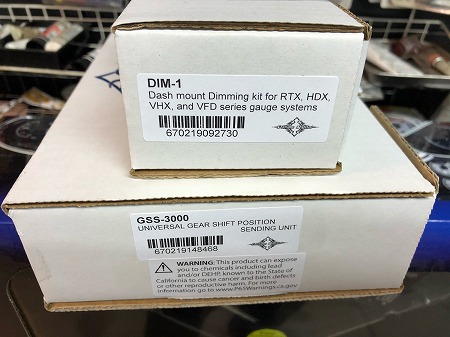 DIM-1
Dash mount Dimming kit for RTX, HDX,
VHX, and VFD series gauge systems
670219092730
GSS-3000
UNIVERSAL GEAR SHIFT POSITION
SENDING UNIT
670219148468
WARNING: This product can expose
you to chemicals including lead
and/or DEHP, known to the State of
California to cause cancer and birth defects
or other reproductive harm. For more
information go to www.P65Warnings.ca.gov